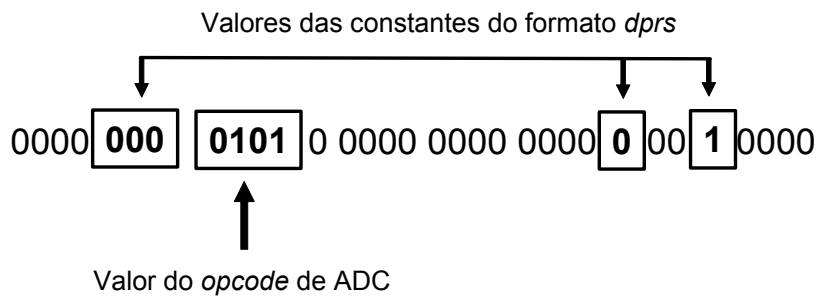 Valores das constantes do formato dprs
0000 000 0101 0 0000 0000 0000 0 00 1 0000
Valor do opcode de ADC